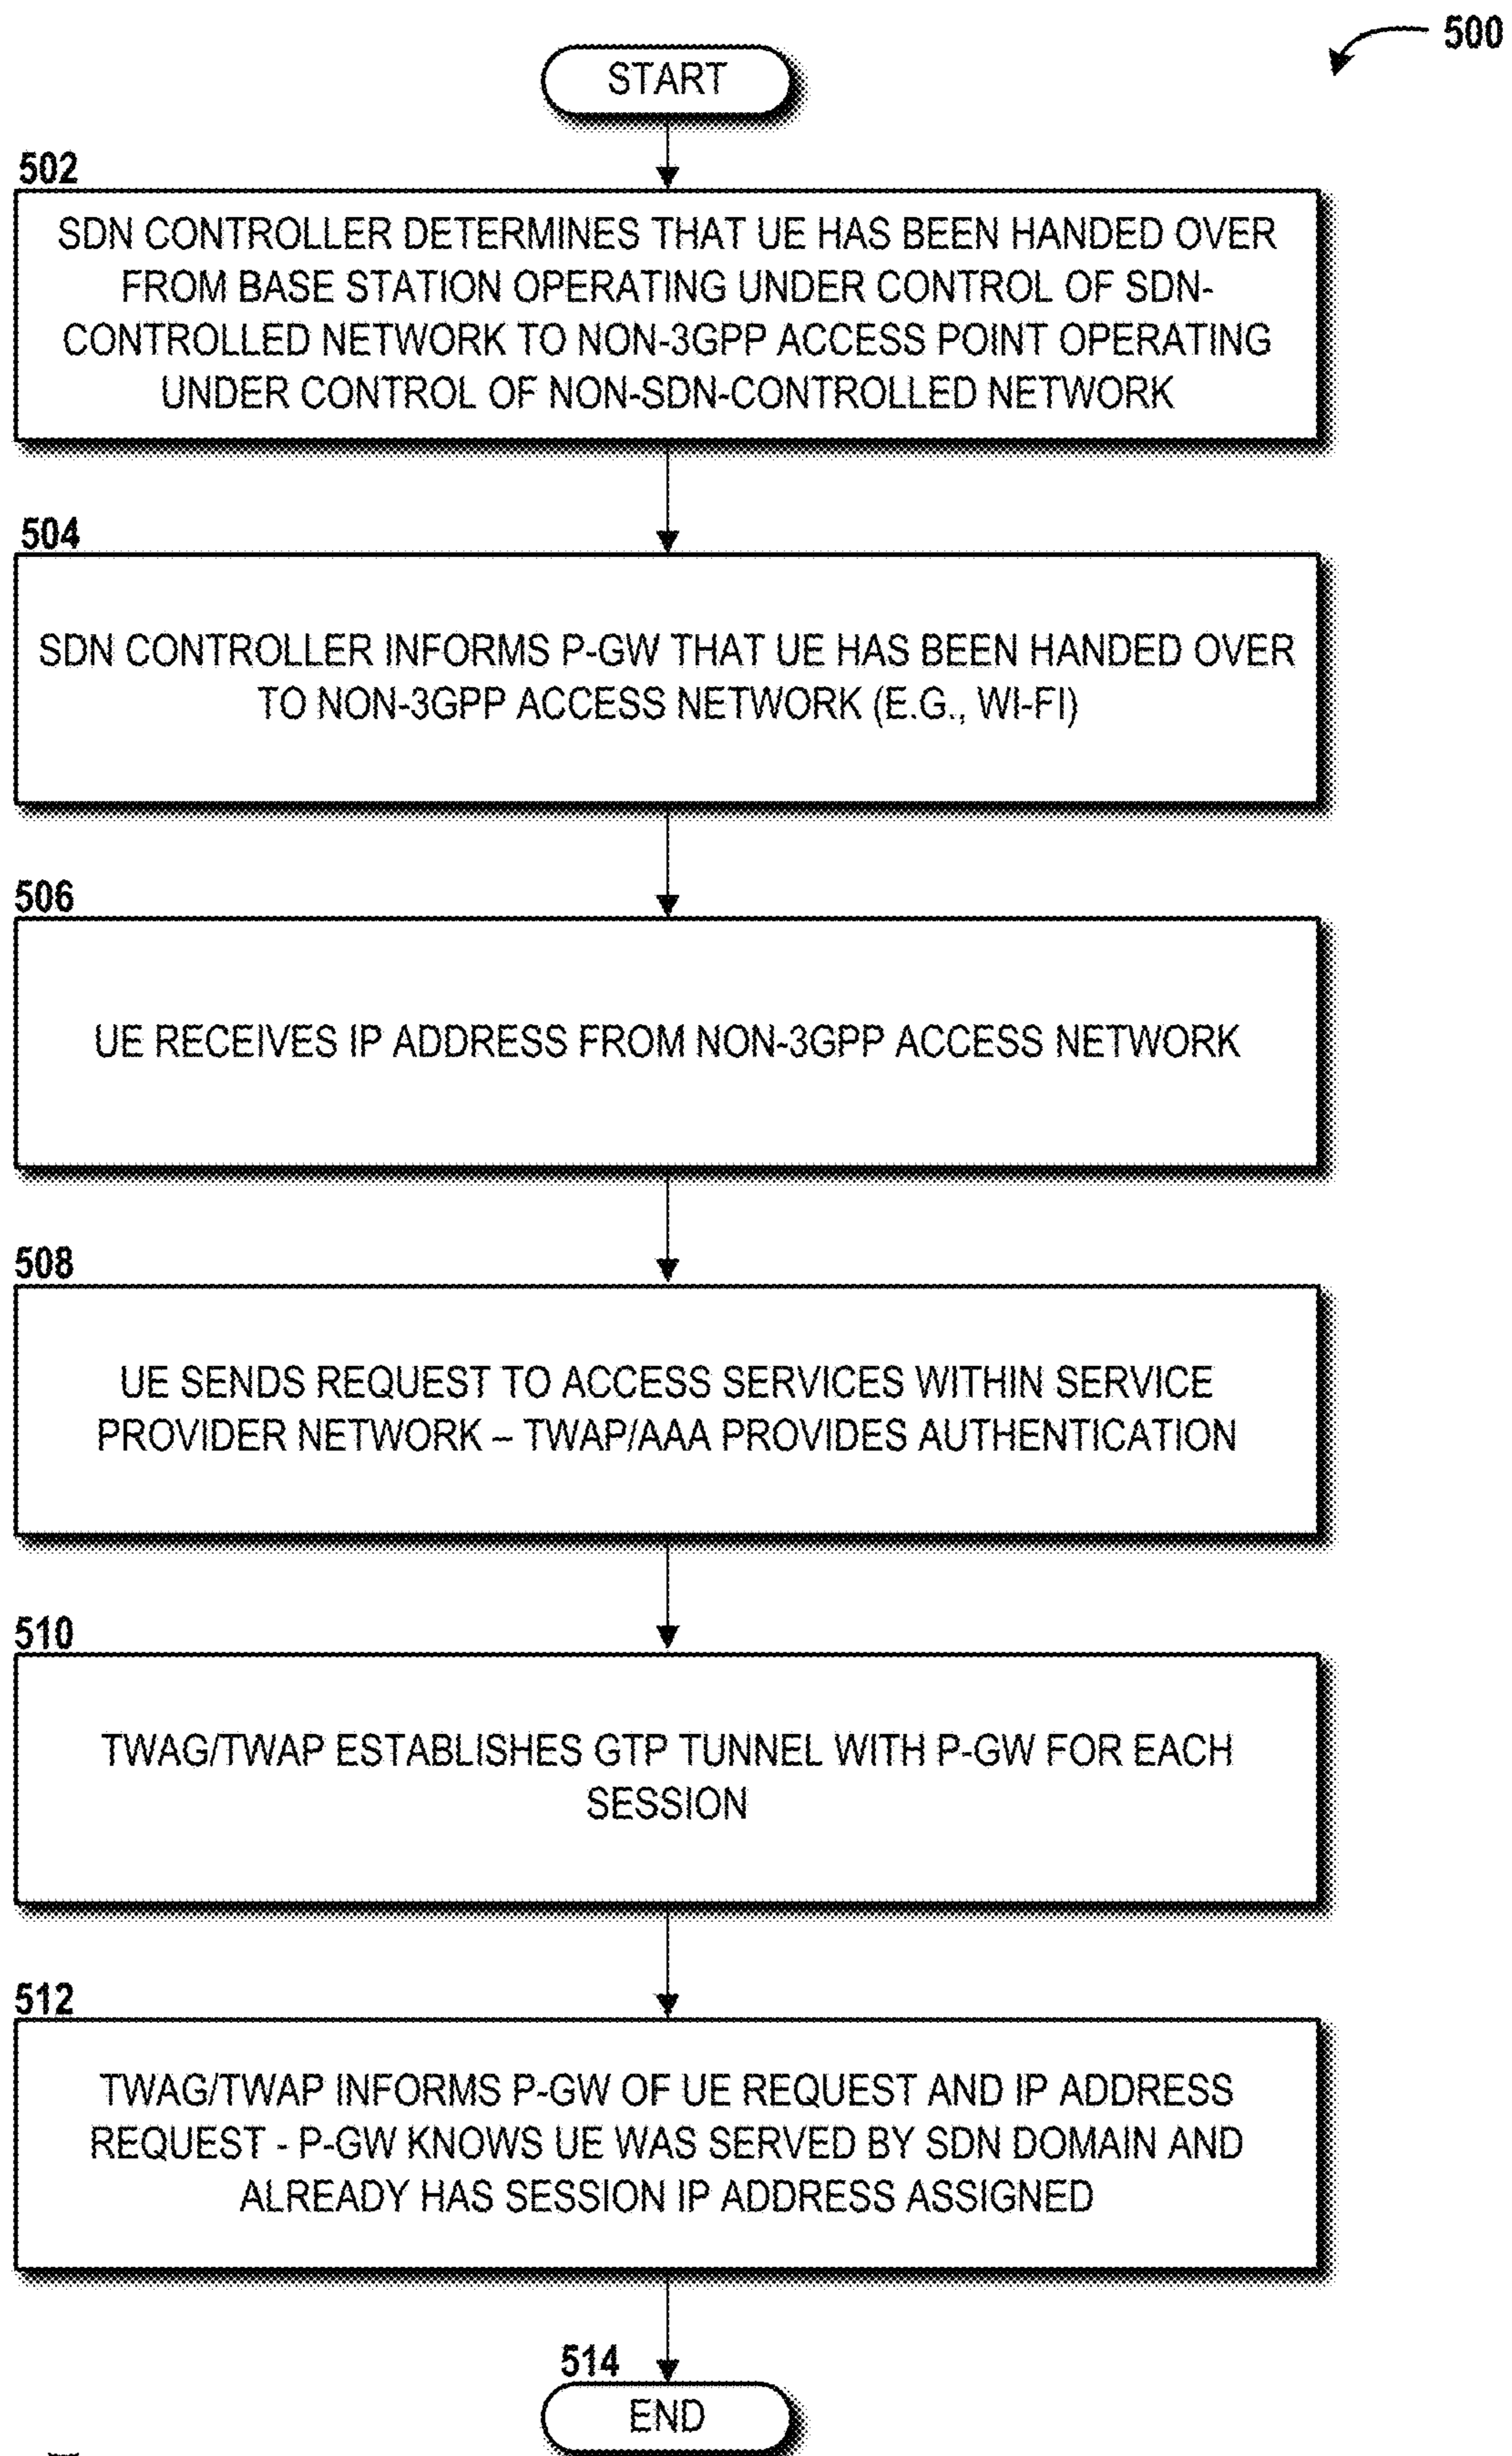 500
START
502
SDN CONTROLLER DETERMINES THAT UE HAS BEEN HANDED OVER
FROM BASE STATION OPERATING UNDER CONTROL OF SDN-
CONTROLLED NETWORK TO NON-3GPP ACCESS POINT OPERATING
UNDER CONTROL OF NON-SDN-CONTROLLED NETWORK
504
SDN CONTROLLER INFORMS P-GW THAT UE HAS BEEN HANDED OVER
TO NON-3GPP ACCESS NETWORK (E.G., WI-FI)
506
UE RECEIVES IP ADDRESS FROM NON-3GPP ACCESS NETWORK
508
UE SENDS REQUEST TO ACCESS SERVICES WITHIN SERVICE
PROVIDER NETWORK – TWAP/AAA PROVIDES AUTHENTICATION
510
TWAG/TWAP ESTABLISHES GTP TUNNEL WITH P-GW FOR EACH
SESSION
512
TWAG/TWAP INFORMS P-GW OF UE REQUEST AND IP ADDRESS
REQUEST - P-GW KNOWS UE WAS SERVED BY SDN DOMAIN AND
ALREADY HAS SESSION IP ADDRESS ASSIGNED
514
END